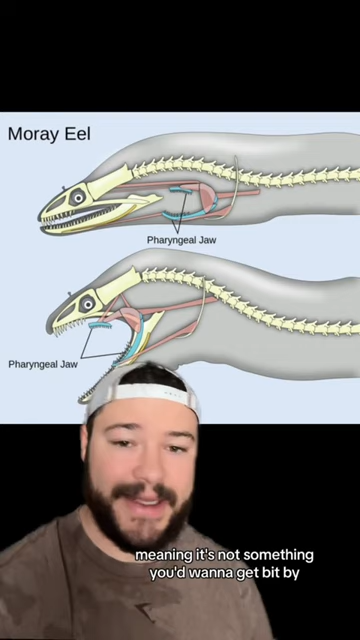 Moray Eel
Pharyngeal Jaw
Pharyngeal Jaw
meaning it's not something
you'd wanna get bit by